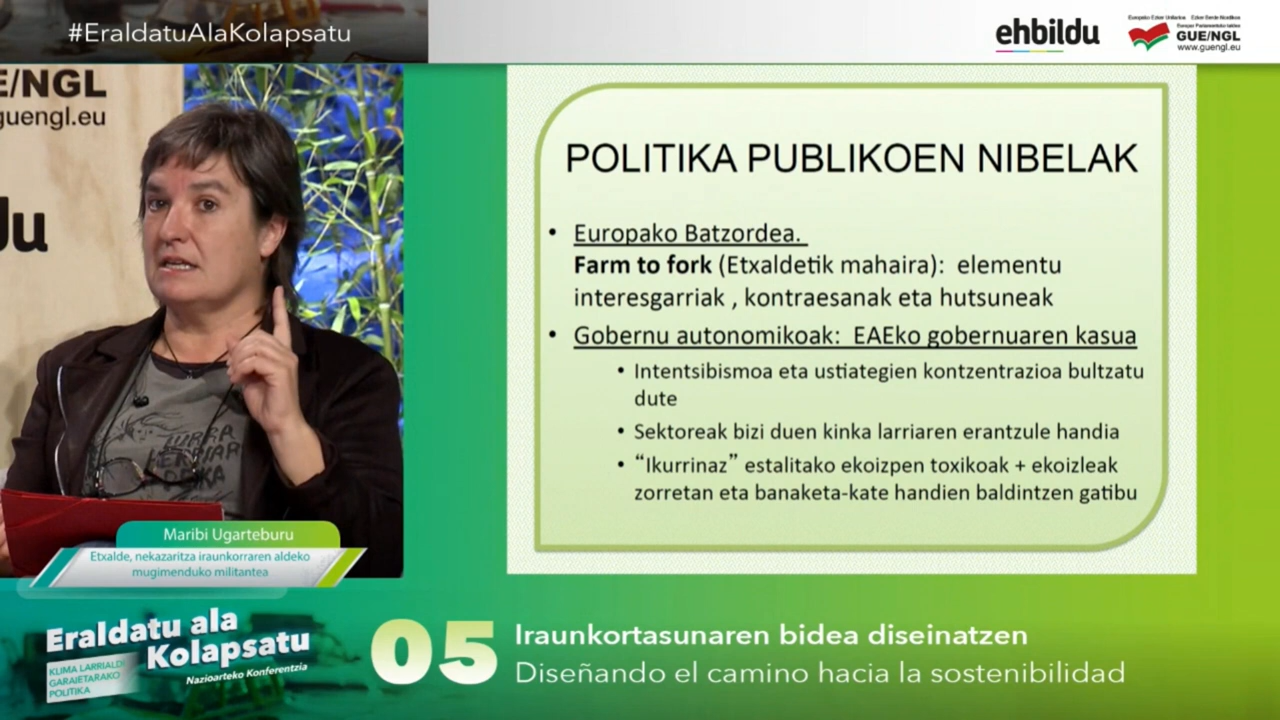 #EraldatuAlaKolapsatu
ehbildu
Europako Ezker Unitarioa
GUE/NGL
www.guengl.eu
E/NGL
guengl.eu
du
LURRA
POLITIKA PUBLIKOEN NIBELAK
• Europako Batzordea.
Farm to fork (Etxaldetik mahaira): elementu
interesgarriak , kontraesanak eta hutsuneak
• Gobernu autonomikoak: EAEko gobernuaren kasua
• Intentsibismoa eta ustiategien kontzentrazioa bultzatu
dute
• Sektoreak bizi duen kinka larriaren erantzule handia
• “Ikurrinaz” estalitako ekoizpen toxikoak + ekoizleak
zorretan eta banaketa-kate handien baldintzen gatibu
Maribi Ugarteburu
Etxalde, nekazaritza iraunkorraren aldeko
mugimenduko militantea
Eraldatu ala
Kolapsatu
KLIMA LARRIALDI
GARAIETARAKO
POLITIKA
Nazioarteko Konferentzia
05
Iraunkortasunaren bidea diseinatzen
Diseñando el camino hacia la sostenibilidad